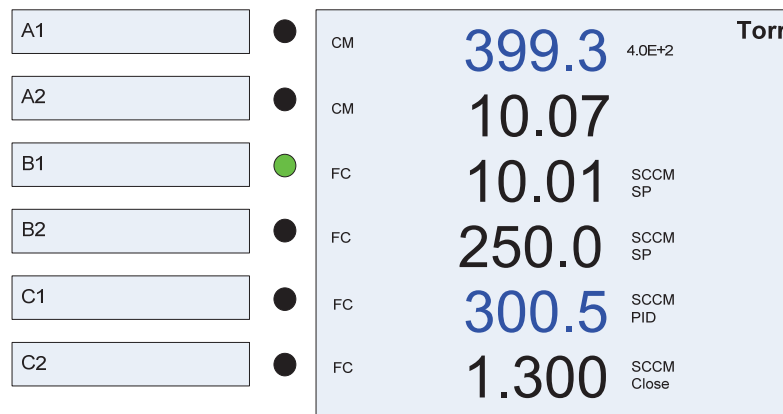 A1
CM 399.3 4.0E+2 Torr
A2
CM 10.07
B1
FC 10.01 SCCM
SP
B2
FC 250.0 SCCM
SP
C1
FC 300.5 SCCM
PID
C2
FC 1.300 SCCM
Close